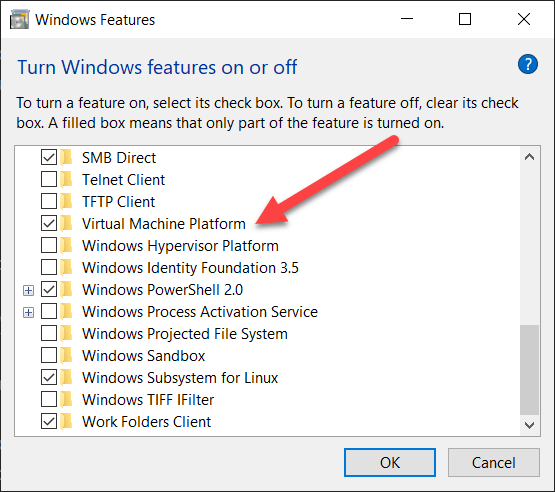 Windows Features
Turn Windows features on or off
?
To turn a feature on, select its check box. To turn a feature off, clear its check
box. A filled box means that only part of the feature is turned on.
SMB Direct
Telnet Client
TFTP Client
Virtual Machine Platform
Windows Hypervisor Platform
Windows Identity Foundation 3.5
Windows PowerShell 2.0
Windows Process Activation Service
Windows Projected File System
Windows Sandbox
Windows Subsystem for Linux
Windows TIFF IFilter
Work Folders Client
OK
Cancel